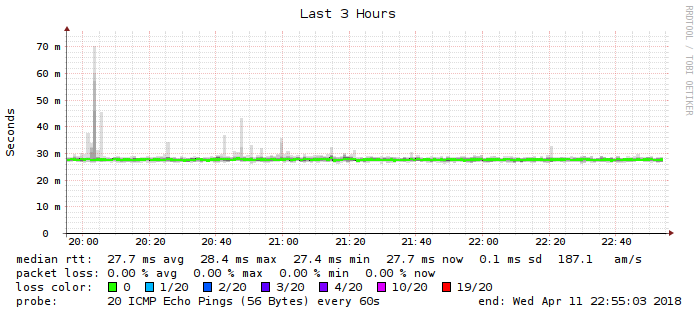 Last 3 Hours
RRDTOOL / TOBI OETIKER
Seconds
70 m
60 m
50 m
40 m
30 m
20 m
10 m
0
20:00 20:20 20:40 21:00 21:20 21:40 22:00 22:20 22:40
median rtt: 27.7 ms avg 28.4 ms max 27.4 ms min 27.7 ms now 0.1 ms sd 187.1 am/s
packet loss: 0.00 % avg 0.00 % max 0.00 % min 0.00 % now
loss color: 0 1/20 2/20 3/20 4/20 10/20 19/20
probe: 20 ICMP Echo Pings (56 Bytes) every 60s end: Wed Apr 11 22:55:03 2018